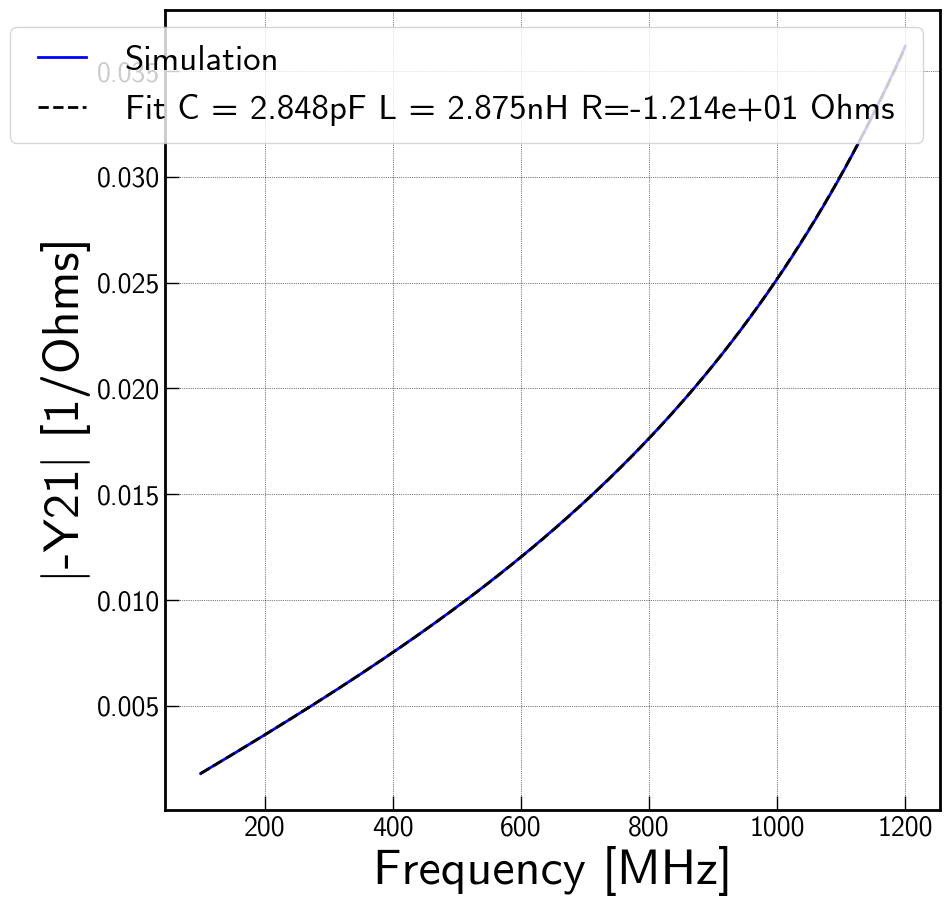 Simulation
Fit C = 2.848pF L = 2.875nH R=-1.214e+01 Ohms
0.035
0.030
0.025
0.020
0.015
0.010
0.005
|-Y21| [1/Ohms]
200 400 600 800 1000 1200
Frequency [MHz]